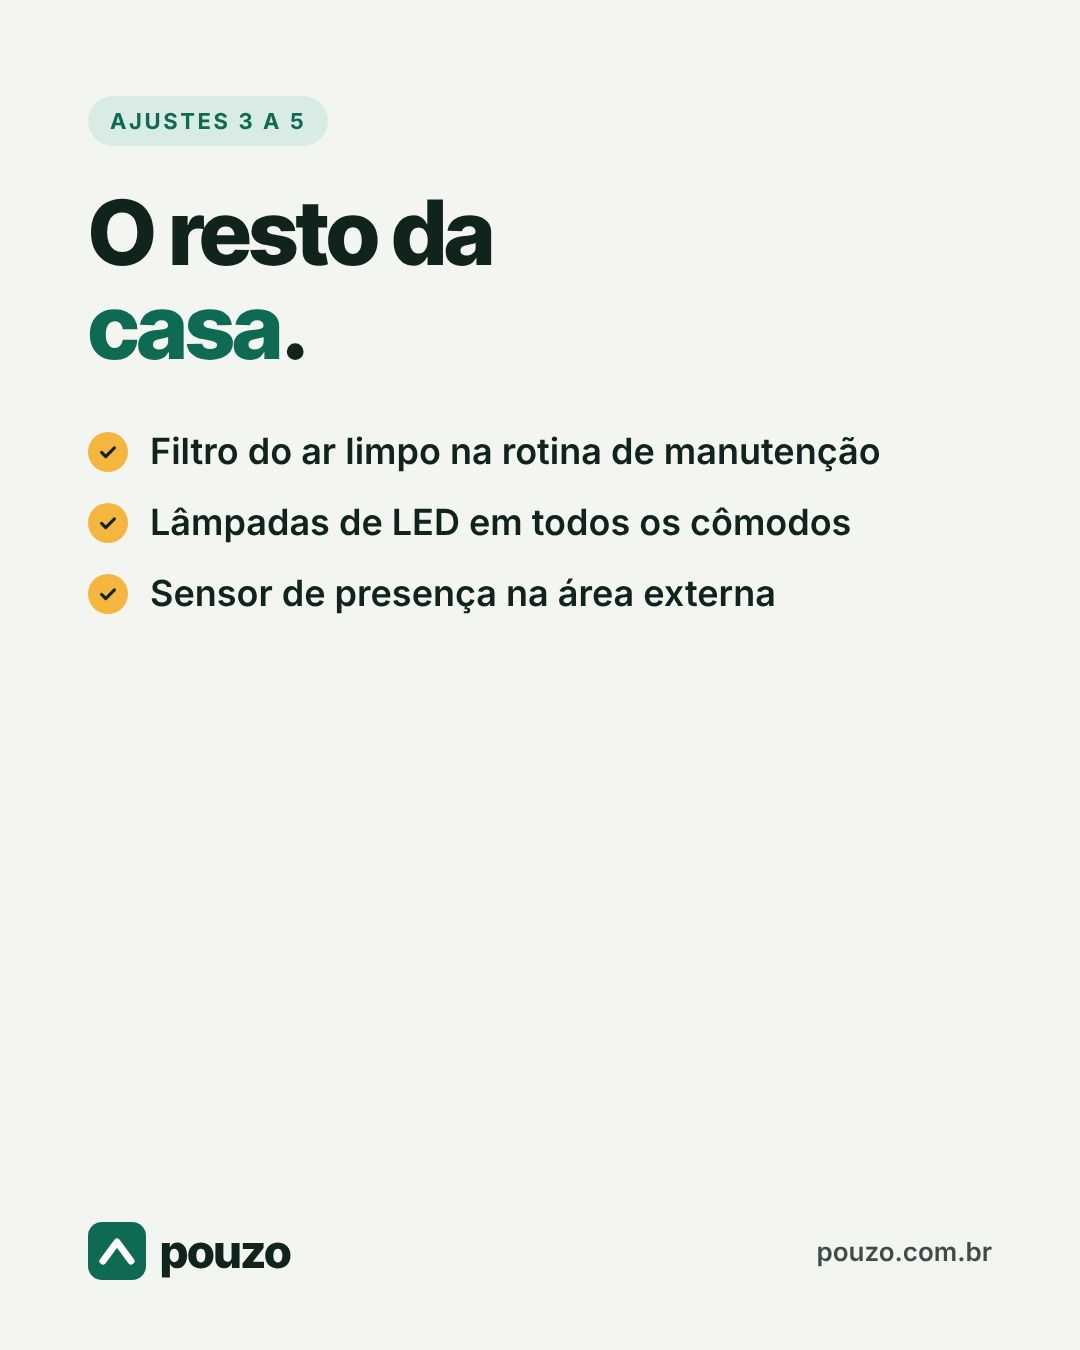 AJUSTES 3 A 5
O resto da
casa.
Filtro do ar limpo na rotina de manutenção
Lâmpadas de LED em todos os cômodos
Sensor de presença na área externa
pouzo
pouzo.com.br